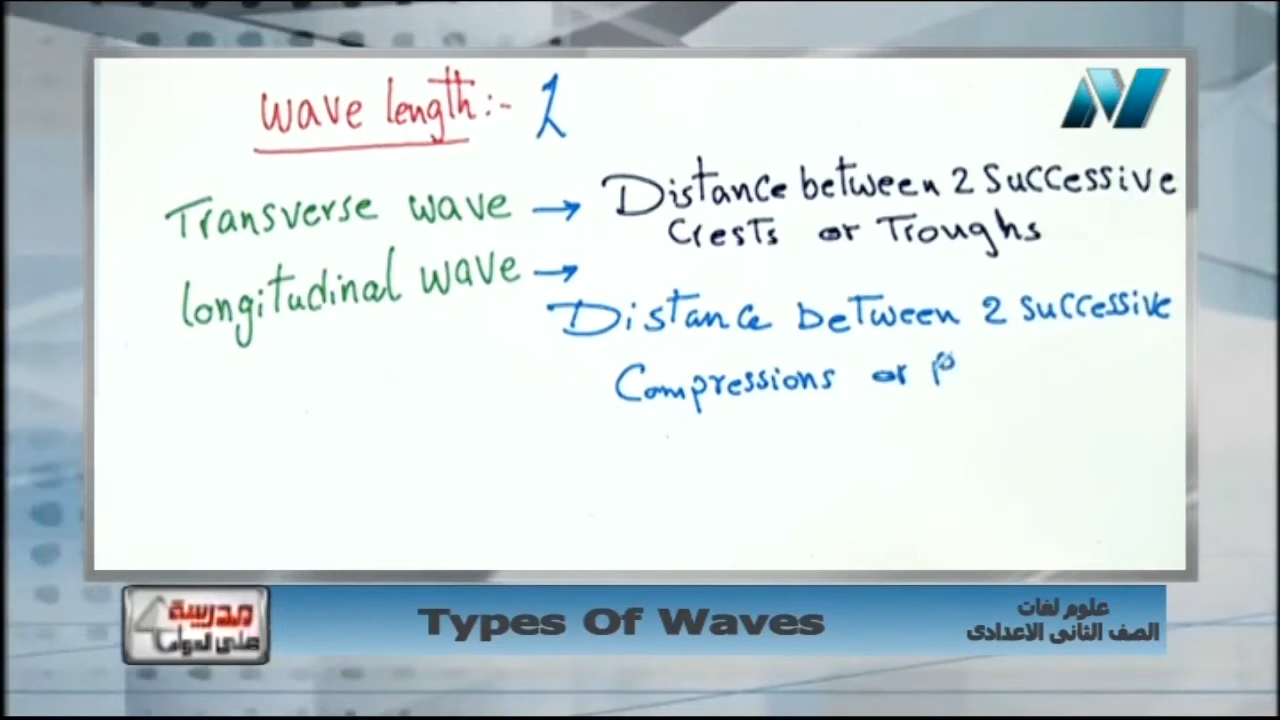 wave length:- λ
Transverse wave → Distance between 2 Successive
Crests or Troughs
longitudinal wave →
Distance between 2 Successive
Compressions or
Types Of Waves
علوم لغات
الصف الثانى الاعدادى
مدرسة
على الهواء